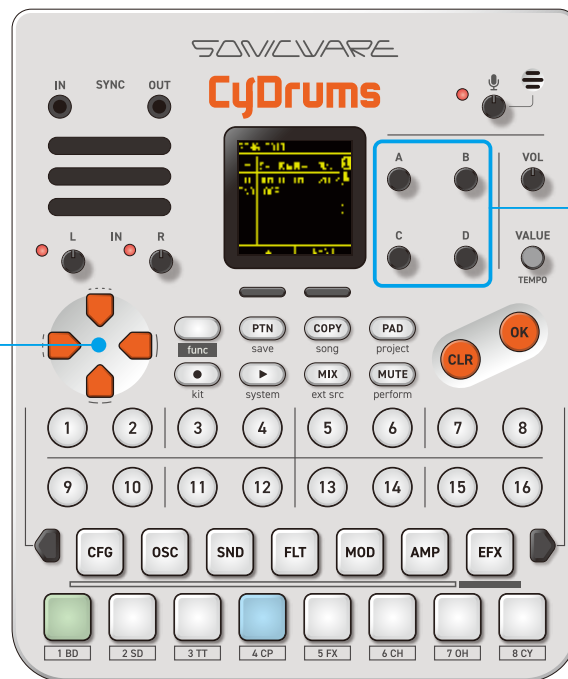 SONICWARE
CyDrums
IN SYNC OUT
A B VOL
L IN R
C D VALUE
TEMPO
func
PTN COPY PAD
save song project
OK
CLR
MIX MUTE
kit system ext src perform
1 2 3 4 5 6 7 8
9 10 11 12 13 14 15 16
CFG OSC SND FLT MOD AMP EFX
1 BD 2 SD 3 TT 4 CP 5 FX 6 CH 7 OH 8 CY